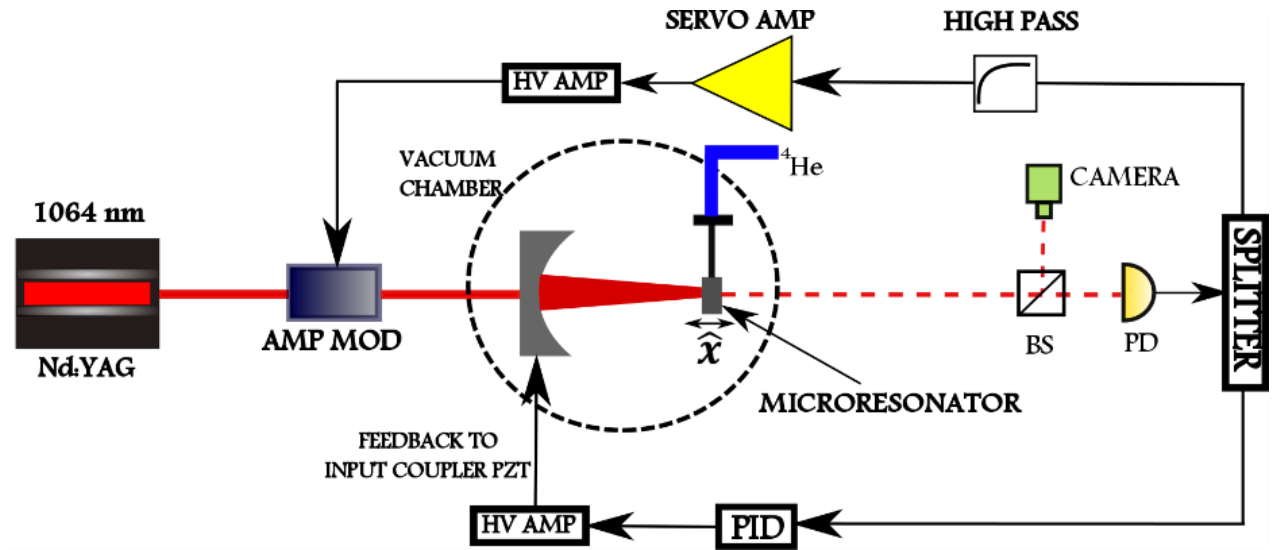 SERVO AMP
HIGH PASS
HV AMP
VACUUM
CHAMBER
⁴He
CAMERA
1064 nm
SPLITTER
AMP MOD
x̂
BS
PD
Nd:YAG
MICRORESONATOR
FEEDBACK TO
INPUT COUPLER PZT
HV AMP
PID